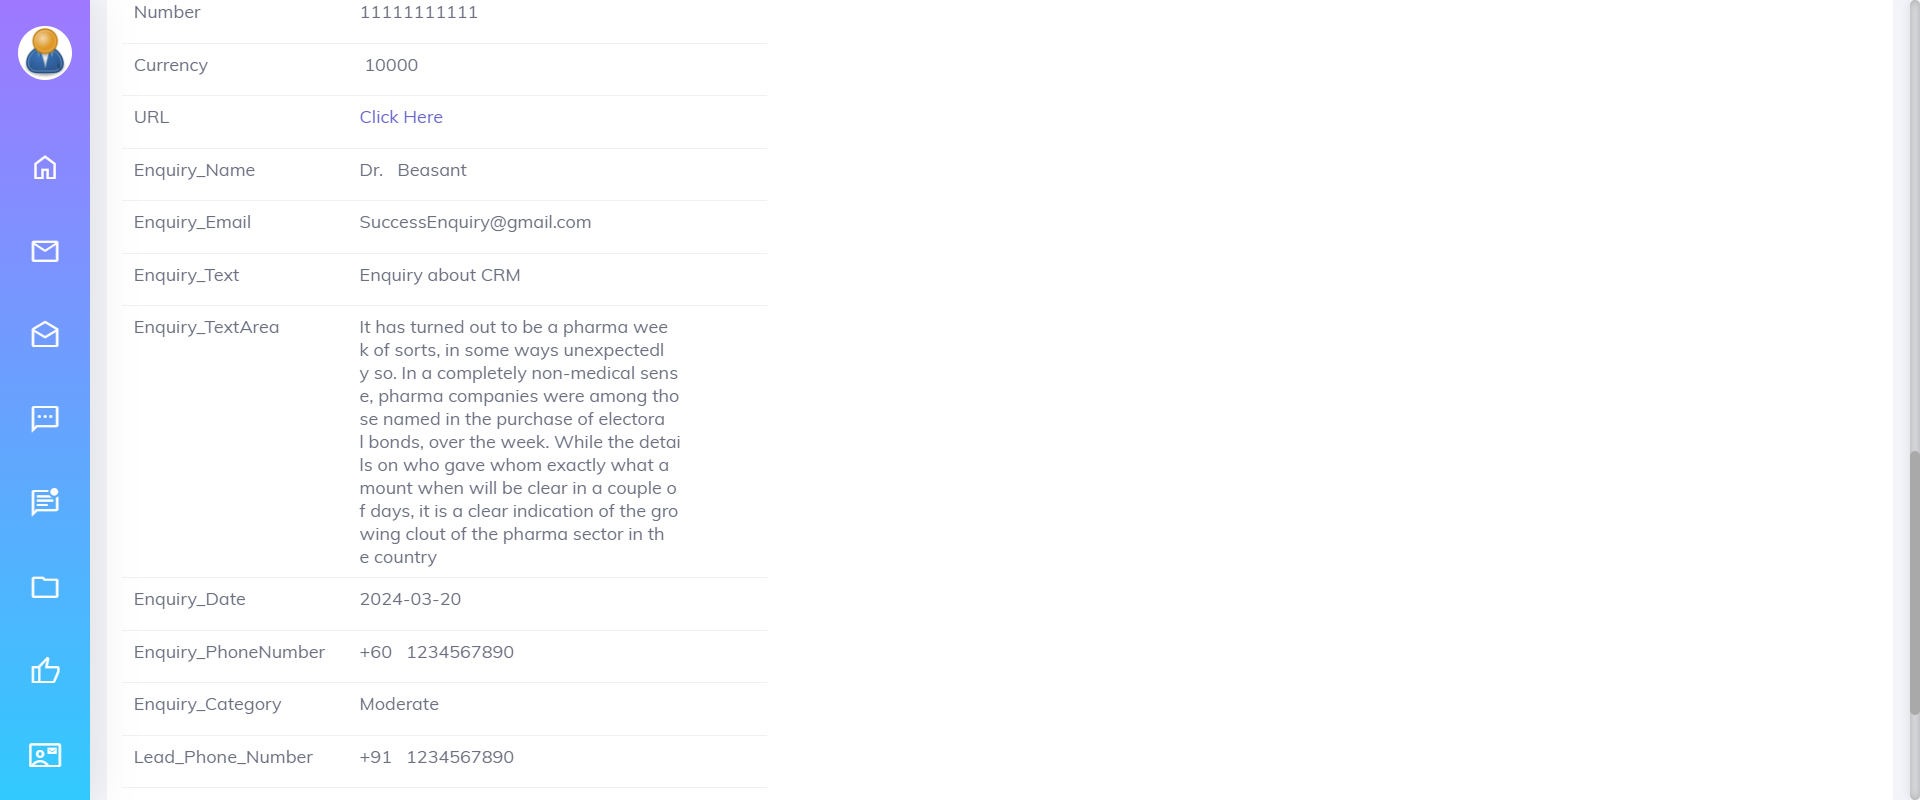 Number 11111111111
Currency 10000
URL Click Here
Enquiry_Name Dr. Beasant
Enquiry_Email SuccessEnquiry@gmail.com
Enquiry_Text Enquiry about CRM
Enquiry_TextArea It has turned out to be a pharma wee
k of sorts, in some ways unexpectedl
y so. In a completely non-medical sens
e, pharma companies were among tho
se named in the purchase of electora
l bonds, over the week. While the detai
ls on who gave whom exactly what a
mount when will be clear in a couple o
f days, it is a clear indication of the gro
wing clout of the pharma sector in th
e country
Enquiry_Date 2024-03-20
Enquiry_PhoneNumber +60 1234567890
Enquiry_Category Moderate
Lead_Phone_Number +91 1234567890